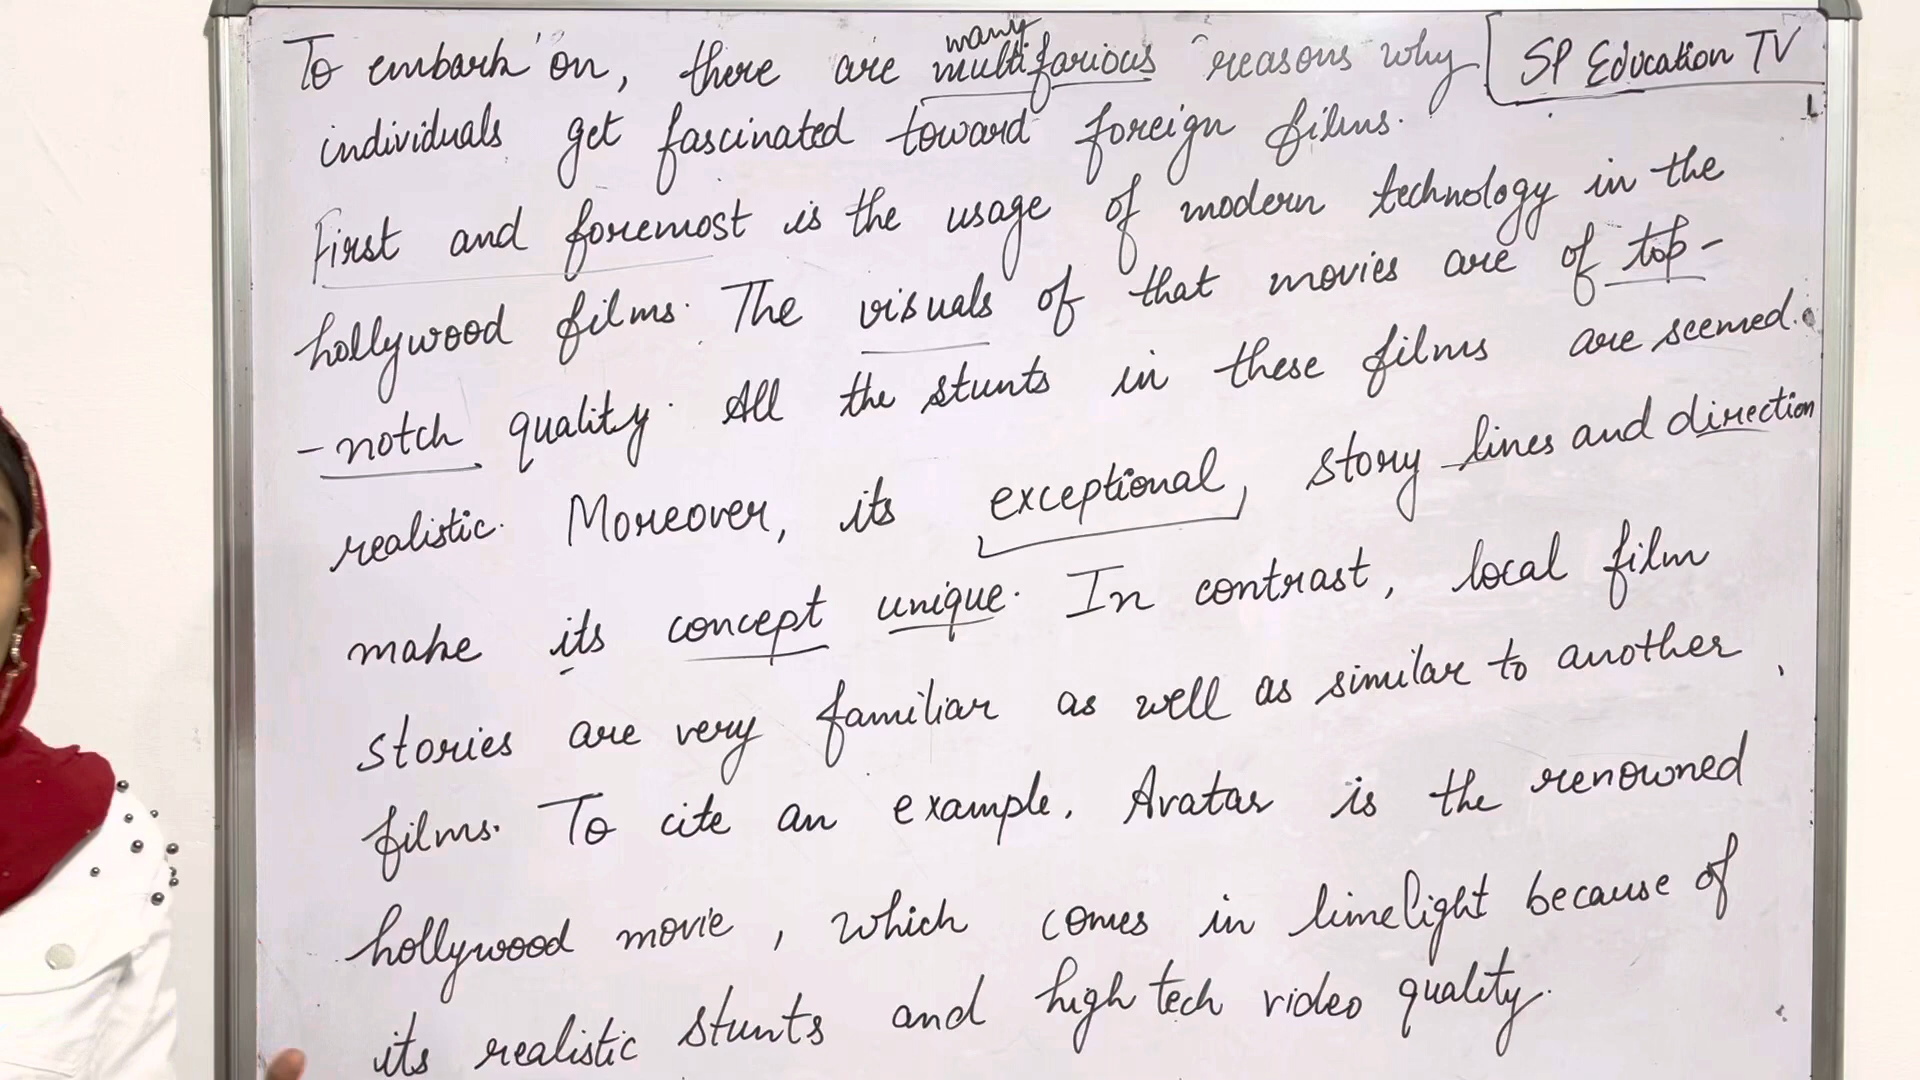 many
To embark on, there are multifarious reasons why SP Education TV
individuals get fascinated toward foreign films.
First and foremost is the usage of modern technology in the
hollywood films. The visuals of that movies are of top-
-notch quality. All the stunts in these films are seemed.
realistic. Moreover, its exceptional, story lines and direction
make its concept unique. In contrast, local film
stories are very familiar as well as similar to another
films. To cite an example, Avatar is the renowned
hollywood movie, which comes in limelight because of
its realistic stunts and high tech video quality.